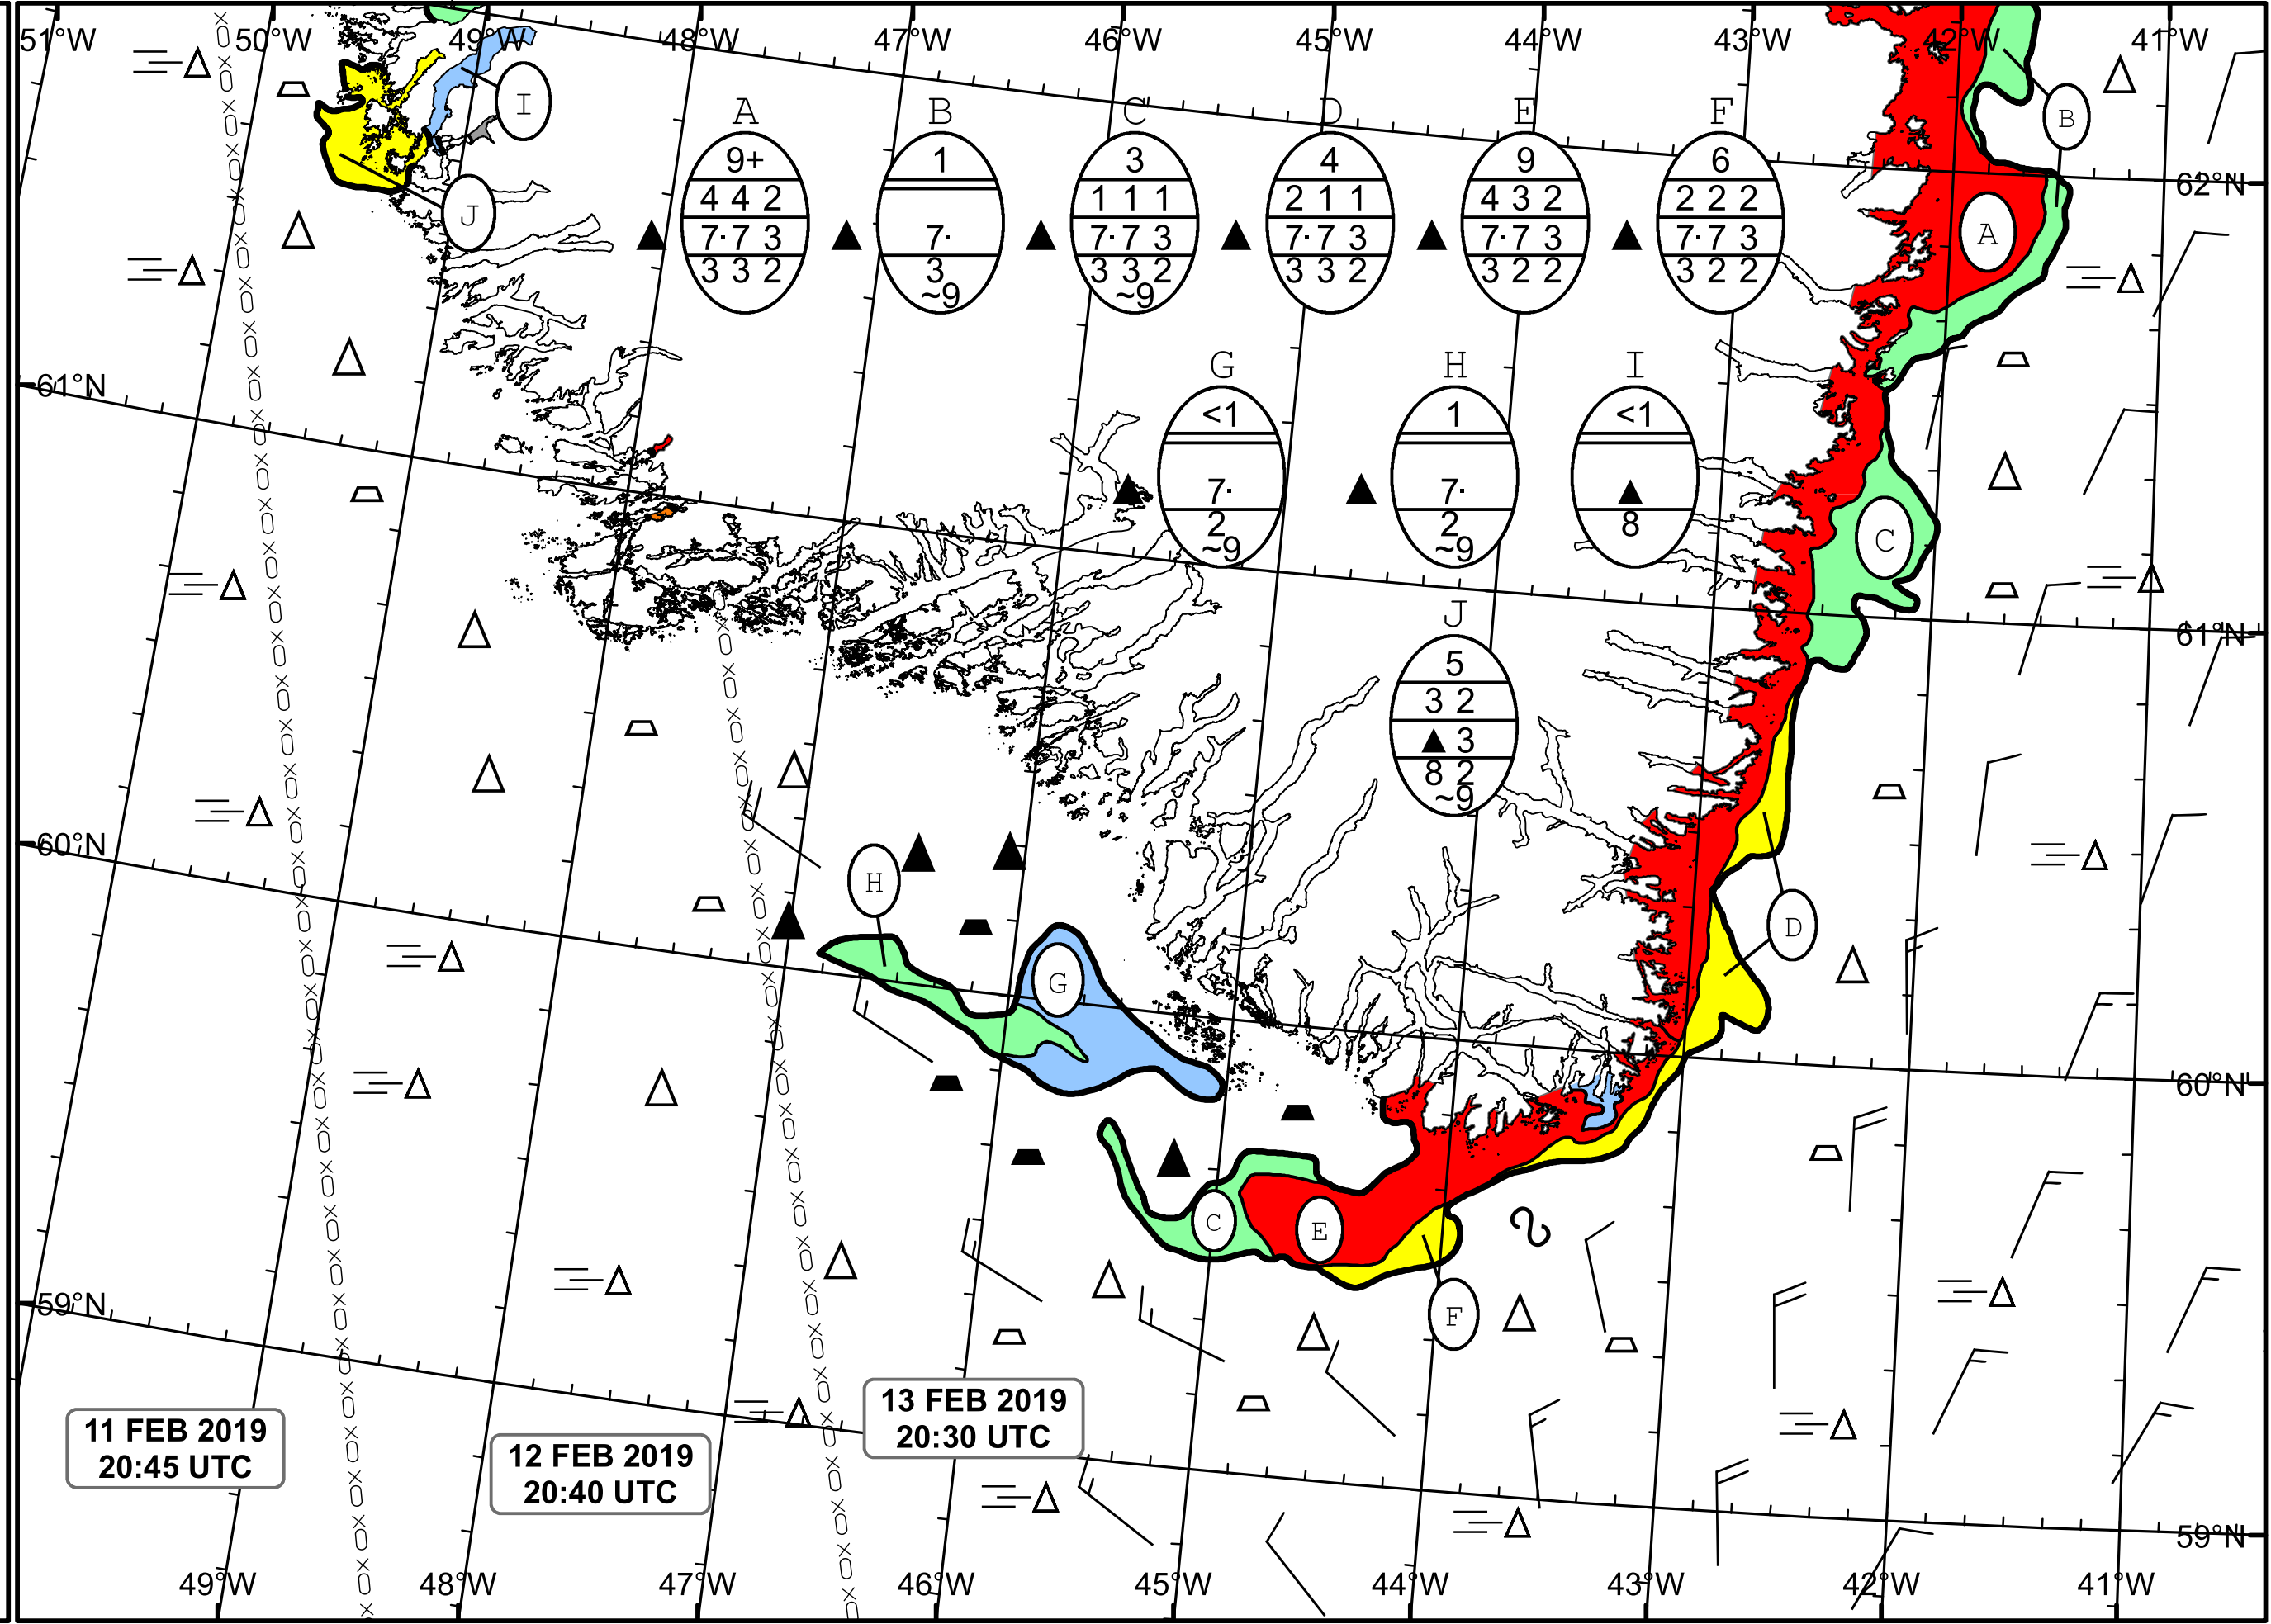 51°W 50°W 49°W 48°W 47°W 46°W 45°W 44°W 43°W 42°W 41°W
I
J
B
A
62°N
A B C D E F
9+ 1 3 4 9 6
4 4 2 1 1 1 2 1 1 4 3 2 2 2 2
7·7 3 7· 7·7 3 7·7 3 7·7 3 7·7 3
3 3 2 3 3 3 2 3 3 2 3 2 2 3 2 2
~9 ~9
61°N
G H I
<1 1 <1
7· 7· ▲
2 2 8
~9 ~9
C
61°N
J
5
3 2
▲ 3
8 2
~9
60°N
H
D
G
60°N
C
E
F
59°N
11 FEB 2019
20:45 UTC
12 FEB 2019
20:40 UTC
13 FEB 2019
20:30 UTC
59°N
49°W 48°W 47°W 46°W 45°W 44°W 43°W 42°W 41°W